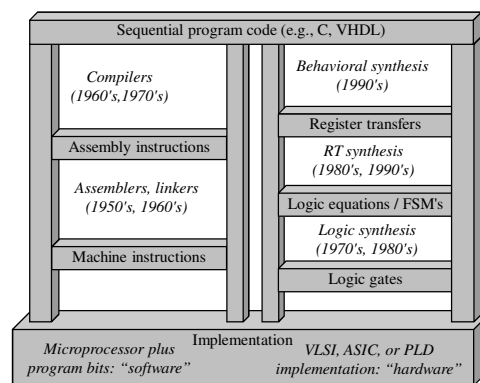 Sequential program code (e.g., C, VHDL)
Compilers
(1960's,1970's)
Assembly instructions
Assemblers, linkers
(1950's, 1960's)
Machine instructions
Behavioral synthesis
(1990's)
Register transfers
RT synthesis
(1980's, 1990's)
Logic equations / FSM's
Logic synthesis
(1970's, 1980's)
Logic gates
Implementation
Microprocessor plus
program bits: “software”
VLSI, ASIC, or PLD
implementation: “hardware”